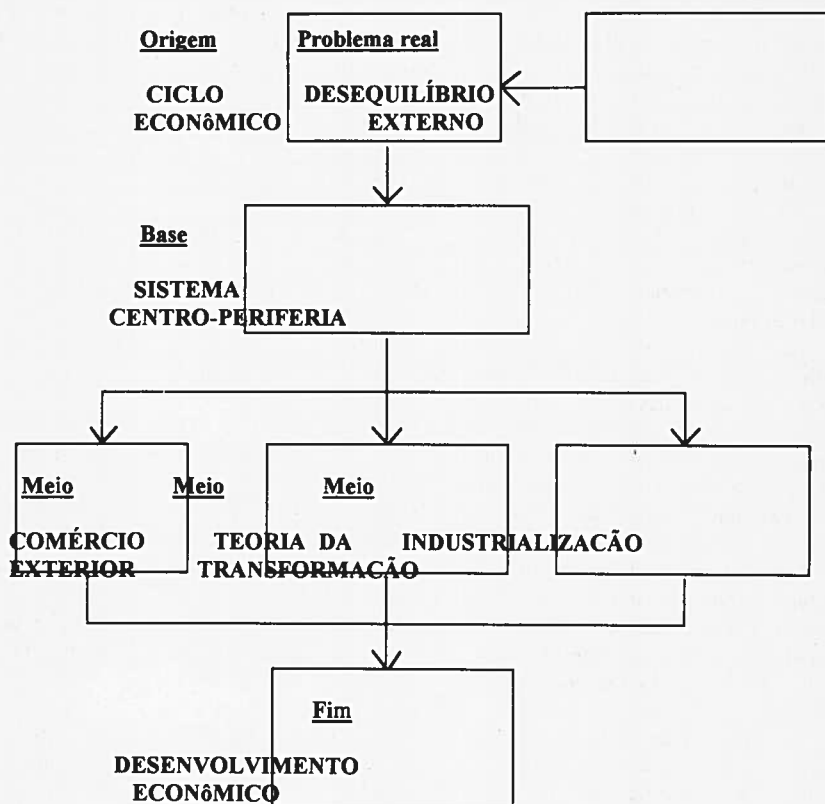 Origem Problema real
CICLO DESEQUILÍBRIO
ECONôMICO EXTERNO
Base
SISTEMA
CENTRO-PERIFERIA
Meio Meio Meio
COMÉRCIO TEORIA DA INDUSTRIALIZACÃO
EXTERIOR TRANSFORMAÇÃO
Fim
DESENVOLVIMENTO
ECONôMICO